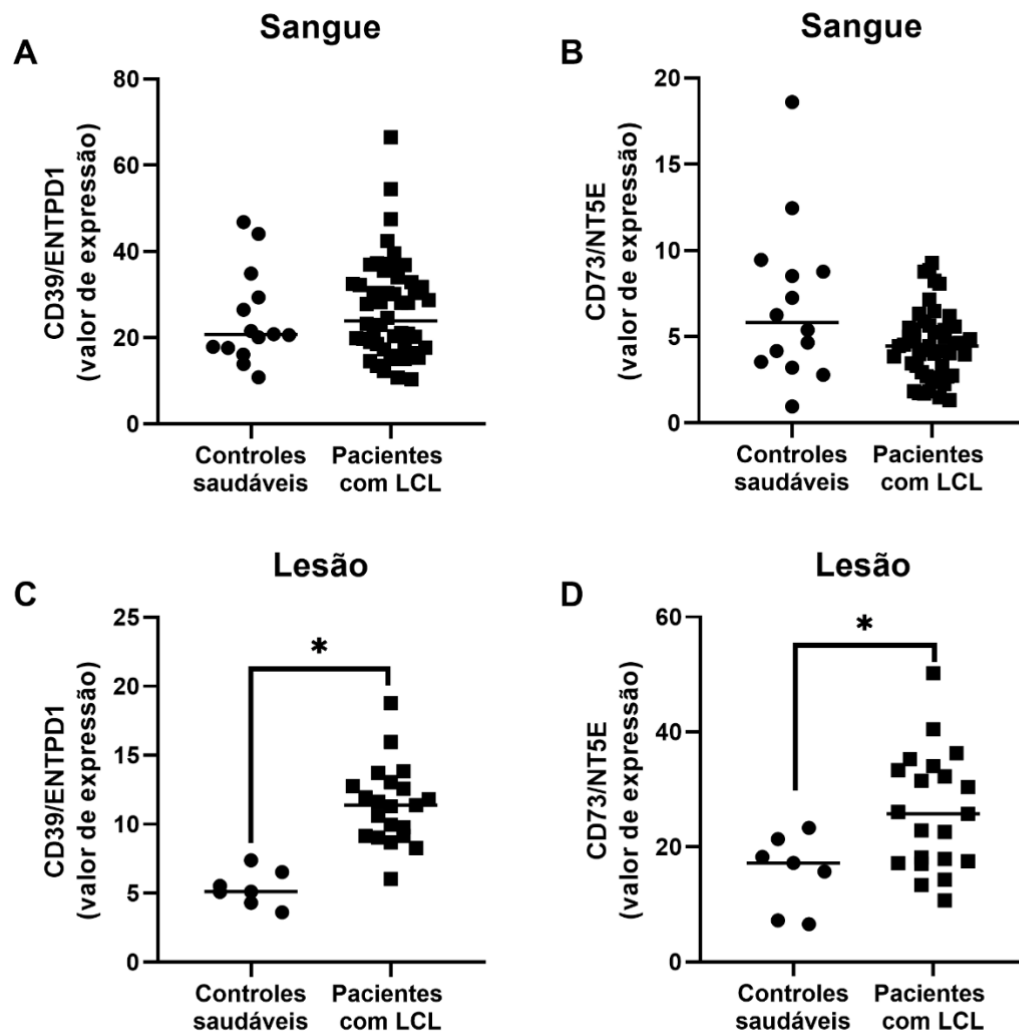 Sangue
A
CD39/ENTPD1
(valor de expressão)
80
60
40
20
0
Controles
saudáveis
Pacientes
com LCL
Sangue
B
CD73/NT5E
(valor de expressão)
20
15
10
5
0
Controles
saudáveis
Pacientes
com LCL
Lesão
C
CD39/ENTPD1
(valor de expressão)
25
20
15
10
5
0
*
Controles
saudáveis
Pacientes
com LCL
Lesão
D
CD73/NT5E
(valor de expressão)
60
40
20
0
*
Controles
saudáveis
Pacientes
com LCL